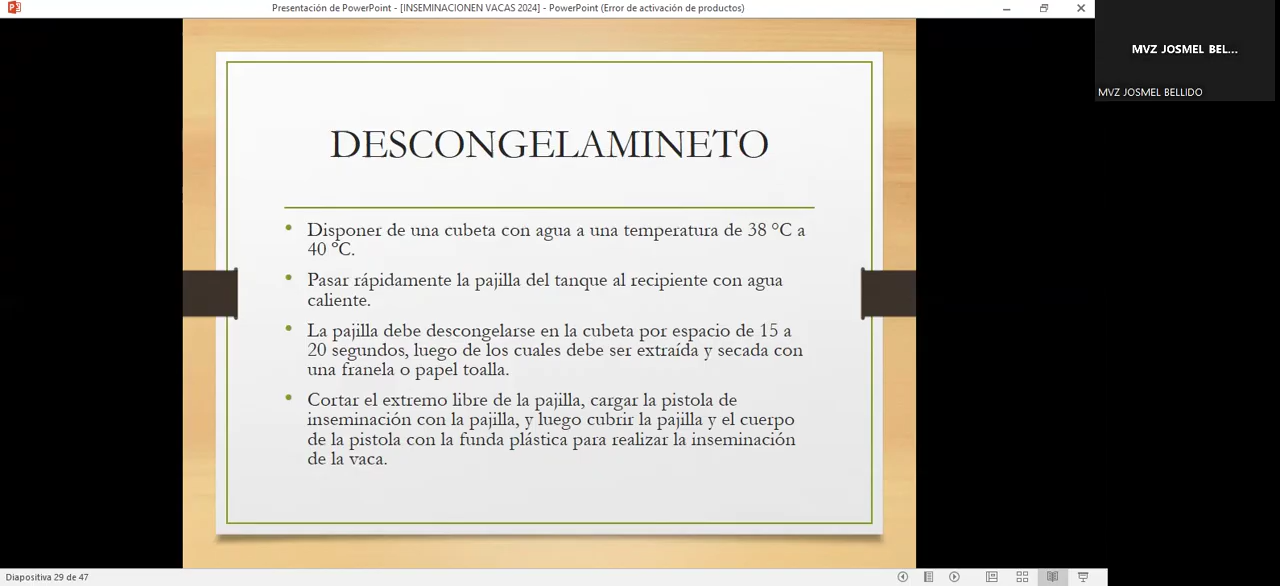 Presentación de PowerPoint - [INSEMINACIONEN VACAS 2024] - PowerPoint (Error de activación de productos)
MVZ JOSMEL BEL...
MVZ JOSMEL BELLIDO
DESCONGELAMINETO
• Disponer de una cubeta con agua a una temperatura de 38 °C a
40 °C.
• Pasar rápidamente la pajilla del tanque al recipiente con agua
caliente.
• La pajilla debe descongelarse en la cubeta por espacio de 15 a
20 segundos, luego de los cuales debe ser extraída y secada con
una franela o papel toalla.
• Cortar el extremo libre de la pajilla, cargar la pistola de
inseminación con la pajilla, y luego cubrir la pajilla y el cuerpo
de la pistola con la funda plástica para realizar la inseminación
de la vaca.
Diapositiva 29 de 47